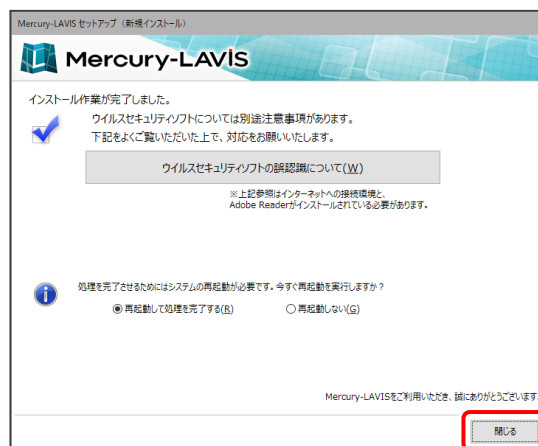 Mercury-LAVIS セットアップ（新規インストール）
Mercury-LAVIS
インストール作業が完了しました。
ウイルスセキュリティソフトについては別途注意事項があります。
下記をよくご覧いただいた上で、対応をお願いいたします。
ウイルスセキュリティソフトの誤認識について(W)
※上記参照はインターネットへの接続環境と、
Adobe Readerがインストールされている必要があります。
処理を完了させるためにはシステムの再起動が必要です。今すぐ再起動を実行しますか？
再起動して処理を完了する(R)
再起動しない(G)
Mercury-LAVISをご利用いただき、誠にありがとうございます
閉じる